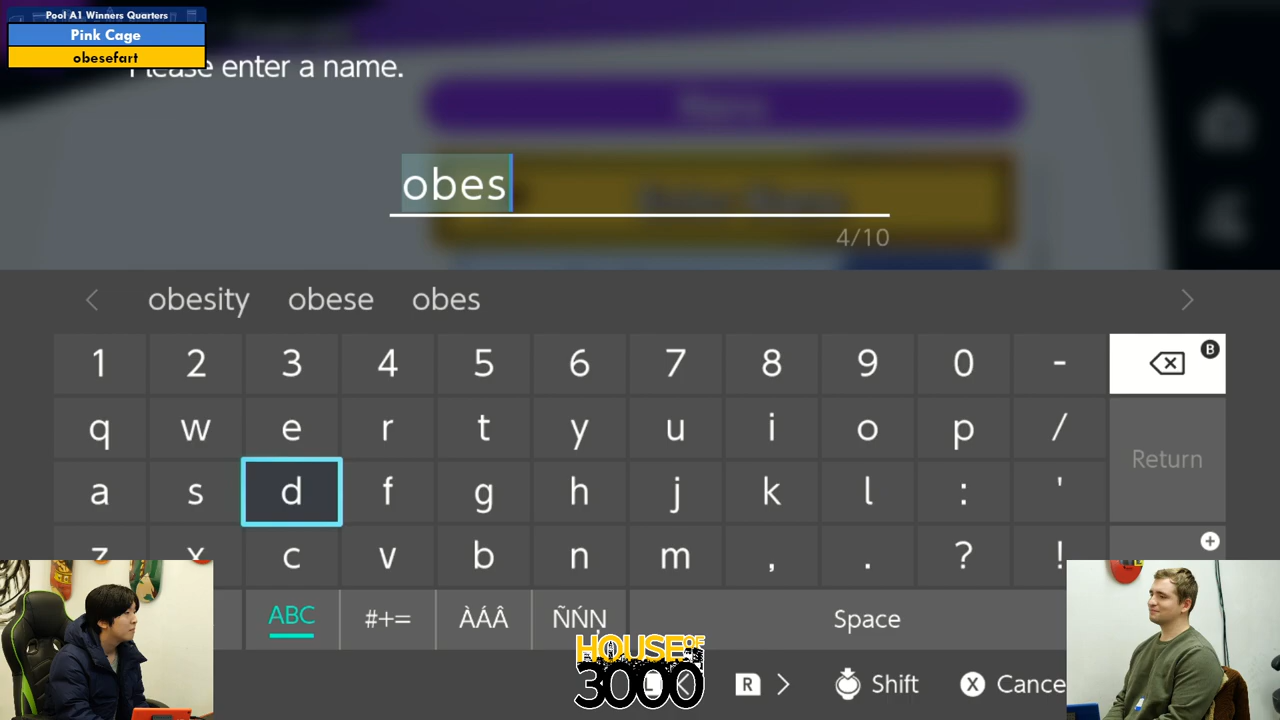 Pool A1 Winners Quarters
Pink Cage
obesefart
Please enter a name.
obes
4/10
obesity obese obes
1 2 3 4 5 6 7 8 9 0 -
B
q w e r t y u i o p /
Return
a s d f g h j k l : '
z x c v b n m , . ? !
+
ABC #+= ÀÁÂ ÑŃŅ Space
HOUSE OF
3000
L R > Shift X Cance